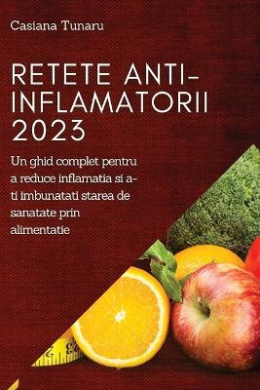 Casiana Tunaru
RETETE ANTI-
INFLAMATORII
2023
Un ghid complet pentru
a reduce inflamatia si a-
ti imbunatati starea de
sanatate prin
alimentatie